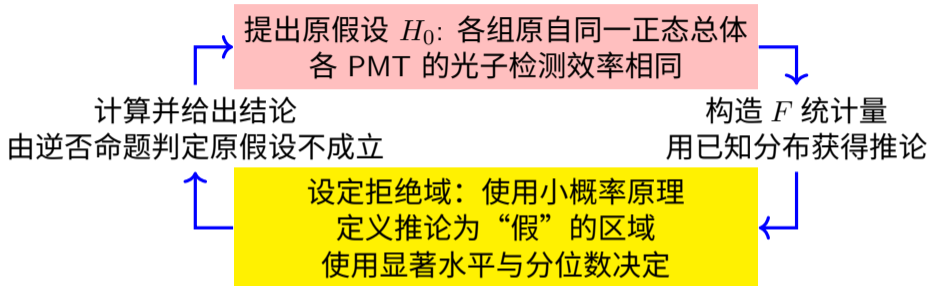 提出原假设 H₀: 各组原自同一正态总体
各 PMT 的光子检测效率相同
构造 F 统计量
用已知分布获得推论
设定拒绝域：使用小概率原理
定义推论为“假”的区域
使用显著水平与分位数决定
计算并给出结论
由逆否命题判定原假设不成立